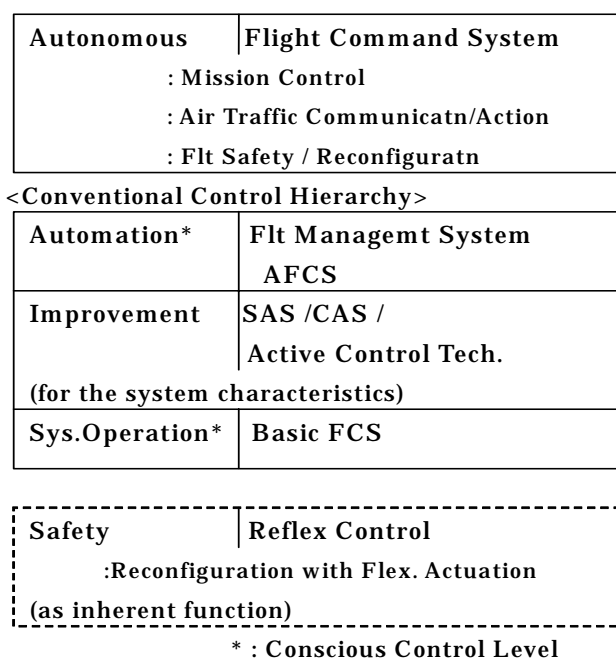 Autonomous Flight Command System
: Mission Control
: Air Traffic Communicatn/Action
: Flt Safety / Reconfiguratn
<Conventional Control Hierarchy>
Automation* Flt Managemt System
AFCS
Improvement SAS /CAS /
Active Control Tech.
(for the system characteristics)
Sys.Operation* Basic FCS
Safety Reflex Control
:Reconfiguration with Flex. Actuation
(as inherent function)
* : Conscious Control Level